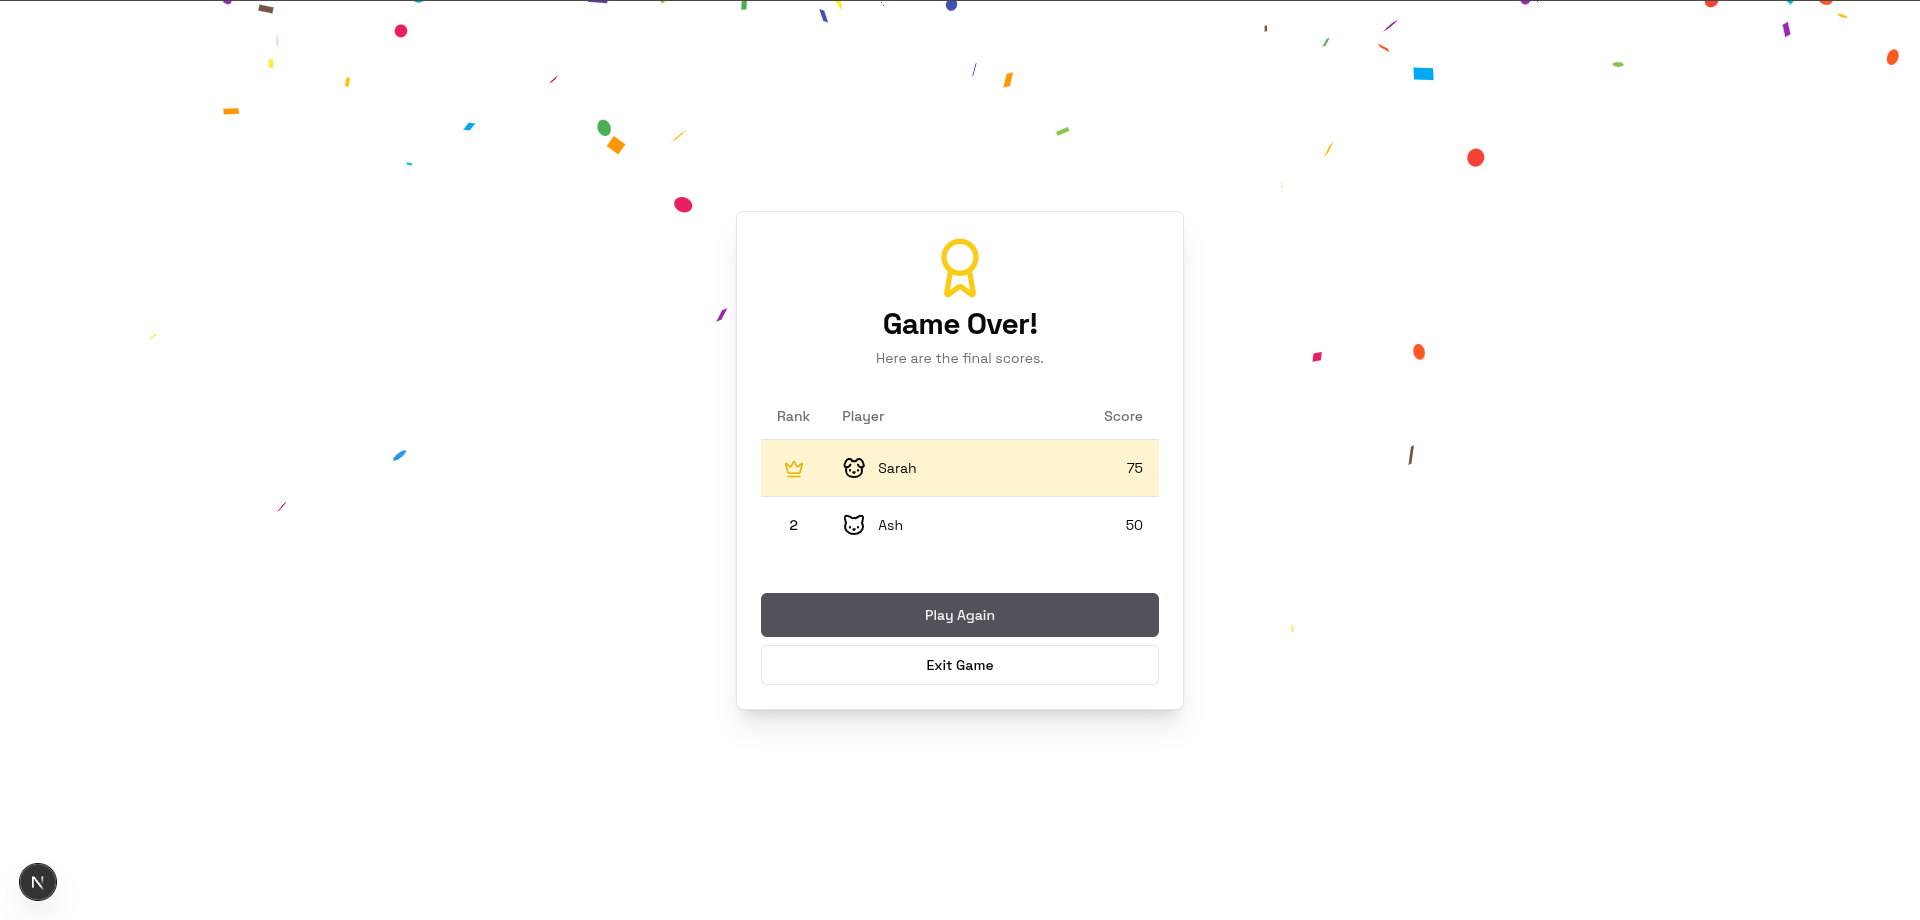 Game Over!
Here are the final scores.
Rank Player Score
Sarah 75
2 Ash 50
Play Again
Exit Game
N